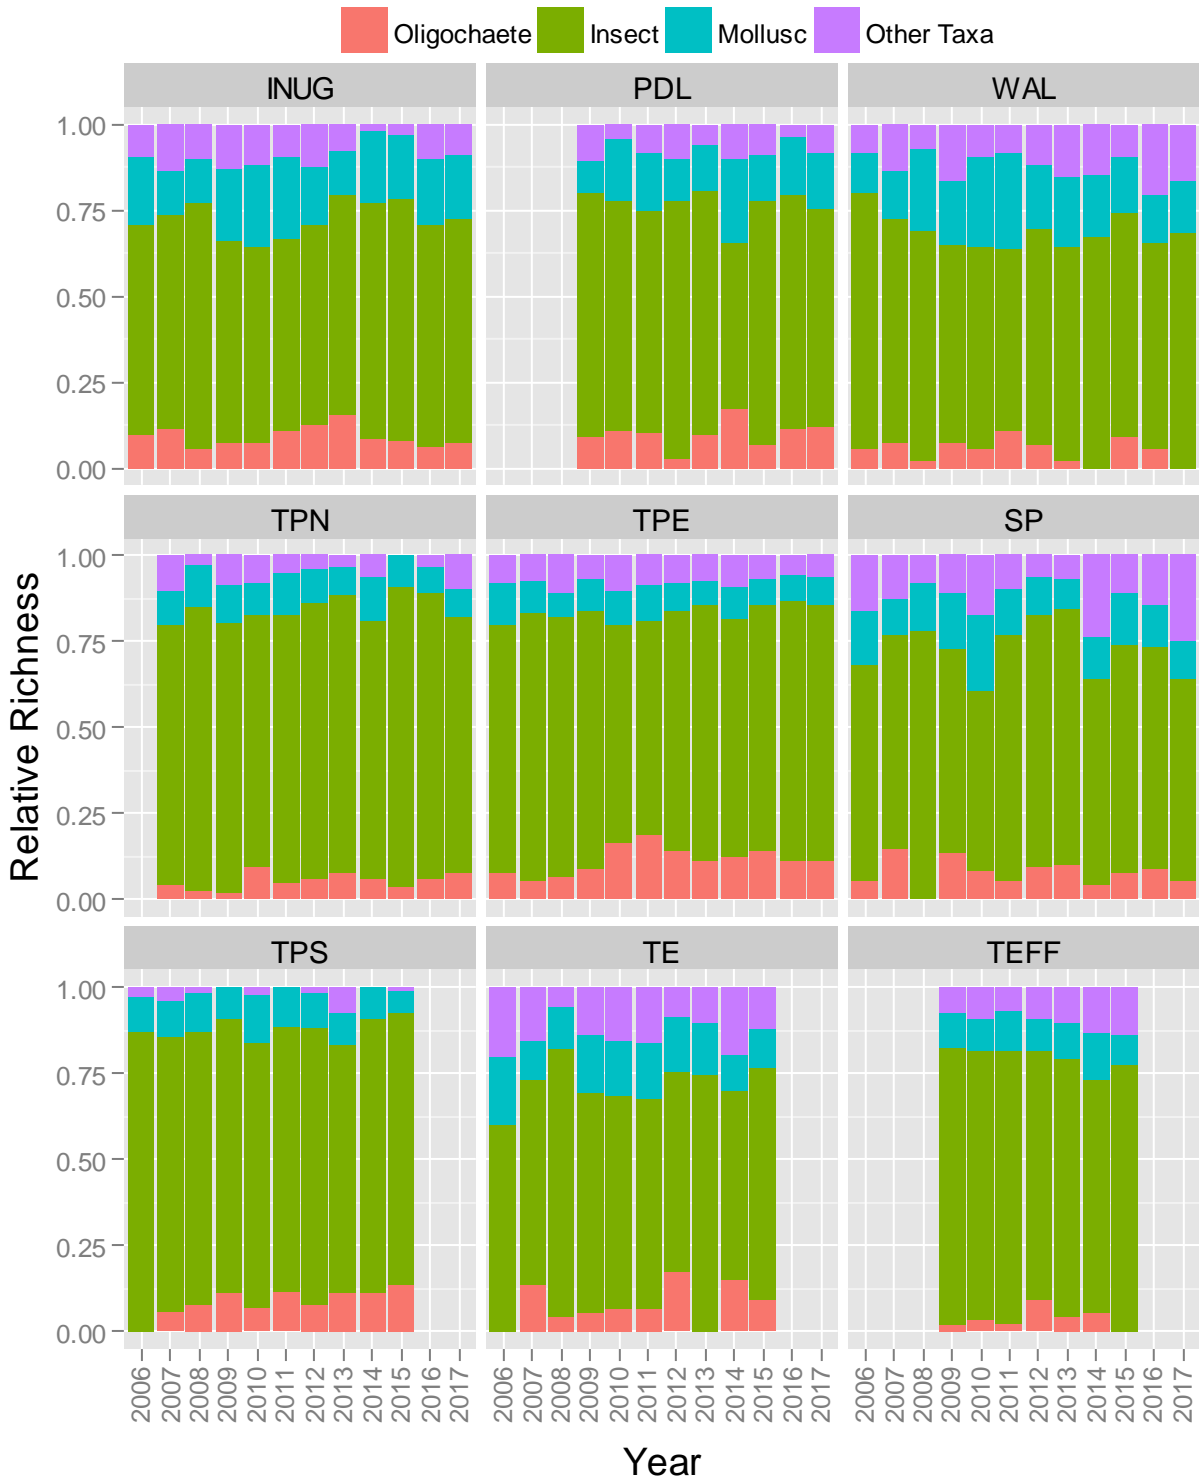 Oligochaete Insect Mollusc Other Taxa
INUG PDL WAL
1.00
0.75
0.50
0.25
0.00
TPN TPE SP
1.00
0.75
0.50
0.25
0.00
TPS TE TEFF
1.00
0.75
0.50
0.25
0.00
Relative Richness
2006 2007 2008 2009 2010 2011 2012 2013 2014 2015 2016 2017 2006 2007 2008 2009 2010 2011 2012 2013 2014 2015 2016 2017 2006 2007 2008 2009 2010 2011 2012 2013 2014 2015 2016 2017
Year